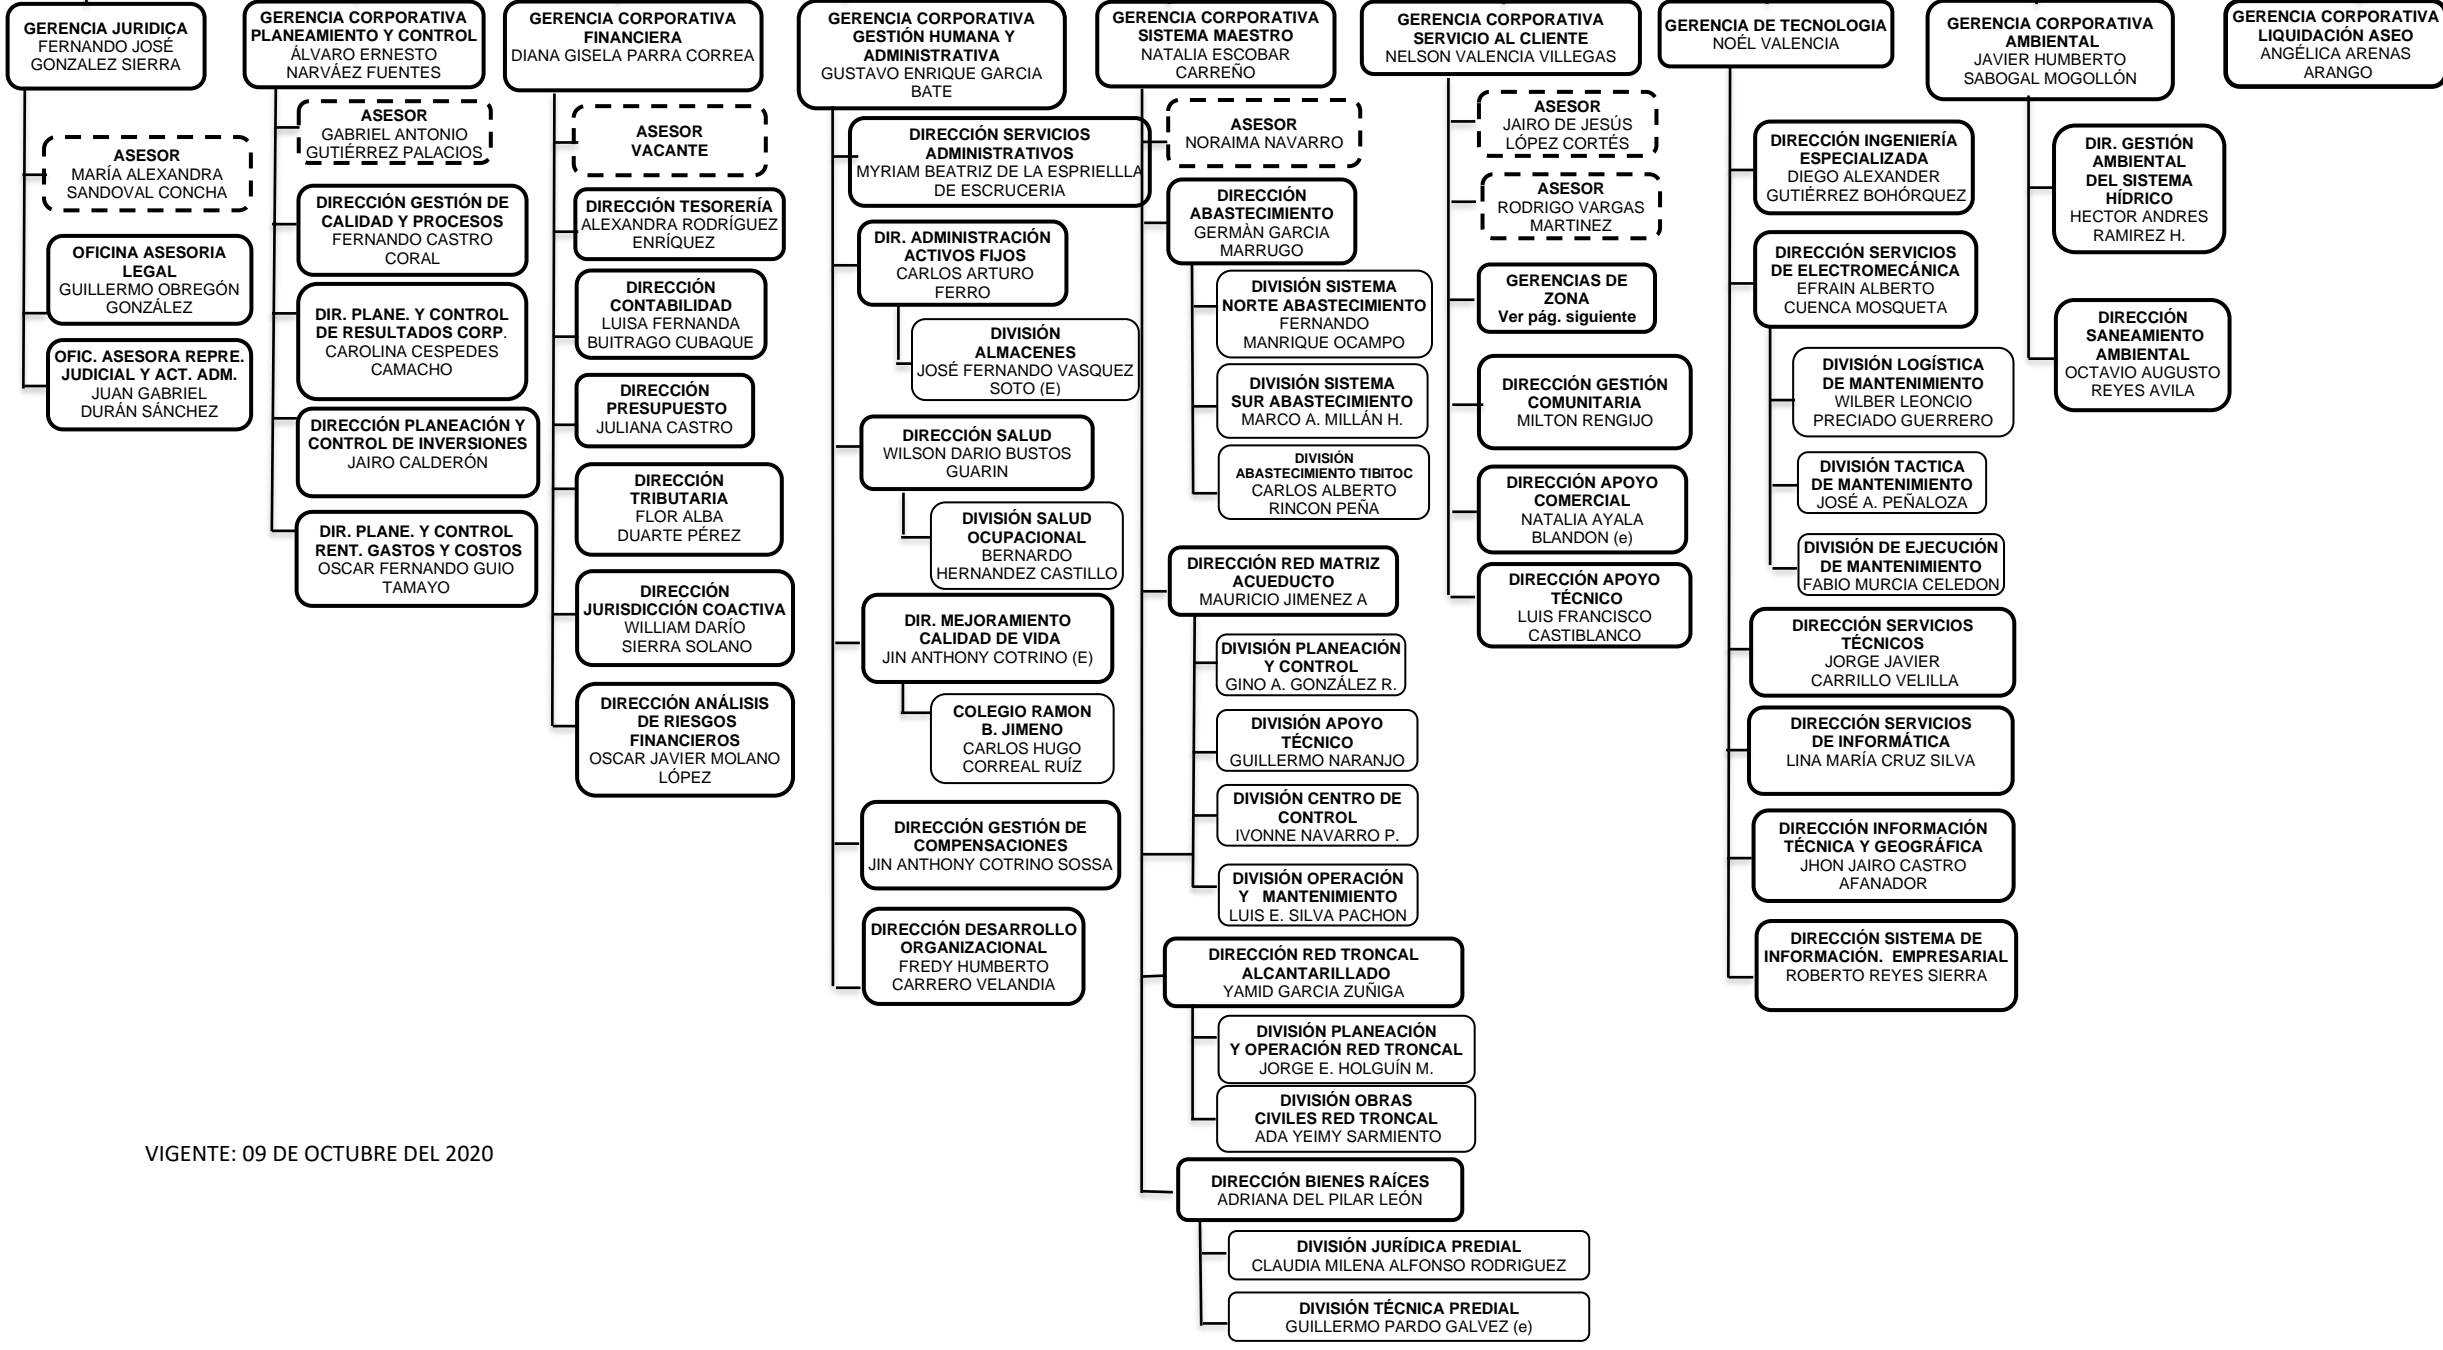 GERENCIA JURIDICA
FERNANDO JOSÉ
GONZALEZ SIERRA
ASESOR
MARÍA ALEXANDRA
SANDOVAL CONCHA
OFICINA ASESORIA
LEGAL
GUILLERMO OBREGÓN
GONZÁLEZ
OFIC. ASESORA REPRE.
JUDICIAL Y ACT. ADM.
JUAN GABRIEL
DURÁN SÁNCHEZ
GERENCIA CORPORATIVA
PLANEAMIENTO Y CONTROL
ÁLVARO ERNESTO
NARVÁEZ FUENTES
ASESOR
GABRIEL ANTONIO
GUTIÉRREZ PALACIOS
DIRECCIÓN GESTIÓN DE
CALIDAD Y PROCESOS
FERNANDO CASTRO
CORAL
DIR. PLANE. Y CONTROL
DE RESULTADOS CORP.
CAROLINA CESPEDES
CAMACHO
DIRECCIÓN PLANEACIÓN Y
CONTROL DE INVERSIONES
JAIRO CALDERÓN
DIR. PLANE. Y CONTROL
RENT. GASTOS Y COSTOS
OSCAR FERNANDO GUIO
TAMAYO
GERENCIA CORPORATIVA
FINANCIERA
DIANA GISELA PARRA CORREA
ASESOR
VACANTE
DIRECCIÓN TESORERÍA
ALEXANDRA RODRÍGUEZ
ENRÍQUEZ
DIRECCIÓN
CONTABILIDAD
LUISA FERNANDA
BUITRAGO CUBAQUE
DIRECCIÓN
PRESUPUESTO
JULIANA CASTRO
DIRECCIÓN
TRIBUTARIA
FLOR ALBA
DUARTE PÉREZ
DIRECCIÓN
JURISDICCIÓN COACTIVA
WILLIAM DARÍO
SIERRA SOLANO
DIRECCIÓN ANÁLISIS
DE RIESGOS
FINANCIEROS
OSCAR JAVIER MOLANO
LÓPEZ
GERENCIA CORPORATIVA
GESTIÓN HUMANA Y
ADMINISTRATIVA
GUSTAVO ENRIQUE GARCIA
BATE
DIRECCIÓN SERVICIOS
ADMINISTRATIVOS
MYRIAM BEATRIZ DE LA ESPRIELLLA
DE ESCRUCERIA
DIR. ADMINISTRACIÓN
ACTIVOS FIJOS
CARLOS ARTURO
FERRO
DIVISIÓN
ALMACENES
JOSÉ FERNANDO VASQUEZ
SOTO (E)
DIRECCIÓN SALUD
WILSON DARIO BUSTOS
GUARIN
DIVISIÓN SALUD
OCUPACIONAL
BERNARDO
HERNANDEZ CASTILLO
DIR. MEJORAMIENTO
CALIDAD DE VIDA
JIN ANTHONY COTRINO (E)
COLEGIO RAMON
B. JIMENO
CARLOS HUGO
CORREAL RUÍZ
DIRECCIÓN GESTIÓN DE
COMPENSACIONES
JIN ANTHONY COTRINO SOSSA
DIRECCIÓN DESARROLLO
ORGANIZACIONAL
FREDY HUMBERTO
CARRERO VELANDIA
GERENCIA CORPORATIVA
SISTEMA MAESTRO
NATALIA ESCOBAR
CARREÑO
ASESOR
NORAIMA NAVARRO
DIRECCIÓN
ABASTECIMIENTO
GERMÀN GARCIA
MARRUGO
DIVISIÓN SISTEMA
NORTE ABASTECIMIENTO
FERNANDO
MANRIQUE OCAMPO
DIVISIÓN SISTEMA
SUR ABASTECIMIENTO
MARCO A. MILLÁN H.
DIVISIÓN
ABASTECIMIENTO TIBITOC
CARLOS ALBERTO
RINCON PEÑA
DIRECCIÓN RED MATRIZ
ACUEDUCTO
MAURICIO JIMENEZ A
DIVISIÓN PLANEACIÓN
Y CONTROL
GINO A. GONZÁLEZ R.
DIVISIÓN APOYO
TÉCNICO
GUILLERMO NARANJO
DIVISIÓN CENTRO DE
CONTROL
IVONNE NAVARRO P.
DIVISIÓN OPERACIÓN
Y   MANTENIMIENTO
LUIS E. SILVA PACHON
DIRECCIÓN RED TRONCAL
ALCANTARILLADO
YAMID GARCIA ZUÑIGA
DIVISIÓN PLANEACIÓN
Y OPERACIÓN RED TRONCAL
JORGE E. HOLGUÍN M.
DIVISIÓN OBRAS
CIVILES RED TRONCAL
ADA YEIMY SARMIENTO
DIRECCIÓN BIENES RAÍCES
ADRIANA DEL PILAR LEÓN
DIVISIÓN JURÍDICA PREDIAL
CLAUDIA MILENA ALFONSO RODRIGUEZ
DIVISIÓN TÉCNICA PREDIAL
GUILLERMO PARDO GALVEZ (e)
GERENCIA CORPORATIVA
SERVICIO AL CLIENTE
NELSON VALENCIA VILLEGAS
ASESOR
JAIRO DE JESÚS
LÓPEZ CORTÉS
ASESOR
RODRIGO VARGAS
MARTINEZ
GERENCIAS DE
ZONA
Ver pág. siguiente
DIRECCIÓN GESTIÓN
COMUNITARIA
MILTON RENGIJO
DIRECCIÓN APOYO
COMERCIAL
NATALIA AYALA
BLANDON (e)
DIRECCIÓN APOYO
TÉCNICO
LUIS FRANCISCO
CASTIBLANCO
GERENCIA DE TECNOLOGIA
NOÉL VALENCIA
DIRECCIÓN INGENIERÍA
ESPECIALIZADA
DIEGO ALEXANDER
GUTIÉRREZ BOHÓRQUEZ
DIRECCIÓN SERVICIOS
DE ELECTROMECÁNICA
EFRAIN ALBERTO
CUENCA MOSQUETA
DIVISIÓN LOGÍSTICA
DE MANTENIMIENTO
WILBER LEONCIO
PRECIADO GUERRERO
DIVISIÓN TACTICA
DE MANTENIMIENTO
JOSÉ A. PEÑALOZA
DIVISIÓN DE EJECUCIÓN
DE MANTENIMIENTO
FABIO MURCIA CELEDON
DIRECCIÓN SERVICIOS
TÉCNICOS
JORGE JAVIER
CARRILLO VELILLA
DIRECCIÓN SERVICIOS
DE INFORMÁTICA
LINA MARÍA CRUZ SILVA
DIRECCIÓN INFORMACIÓN
TÉCNICA Y GEOGRÁFICA
JHON JAIRO CASTRO
AFANADOR
DIRECCIÓN SISTEMA DE
INFORMACIÓN.  EMPRESARIAL
ROBERTO REYES SIERRA
GERENCIA CORPORATIVA
AMBIENTAL
JAVIER HUMBERTO
SABOGAL MOGOLLÓN
DIR. GESTIÓN
AMBIENTAL
DEL SISTEMA
HÍDRICO
HECTOR ANDRES
RAMIREZ H.
DIRECCIÓN
SANEAMIENTO
AMBIENTAL
OCTAVIO AUGUSTO
REYES AVILA
GERENCIA CORPORATIVA
LIQUIDACIÓN ASEO
ANGÉLICA ARENAS
ARANGO
VIGENTE: 09 DE OCTUBRE DEL 2020